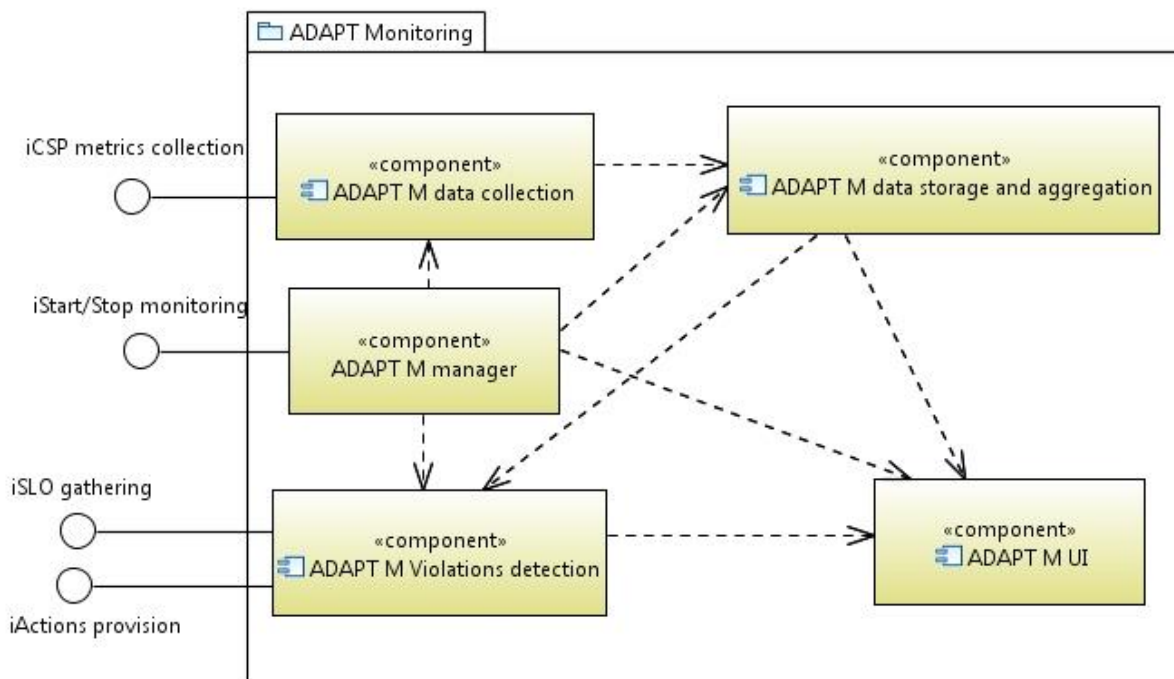 ADAPT Monitoring
iCSP metrics collection
«component»
ADAPT M data collection
«component»
ADAPT M data storage and aggregation
iStart/Stop monitoring
«component»
ADAPT M manager
iSLO gathering
«component»
ADAPT M Violations detection
iActions provision
«component»
ADAPT M UI